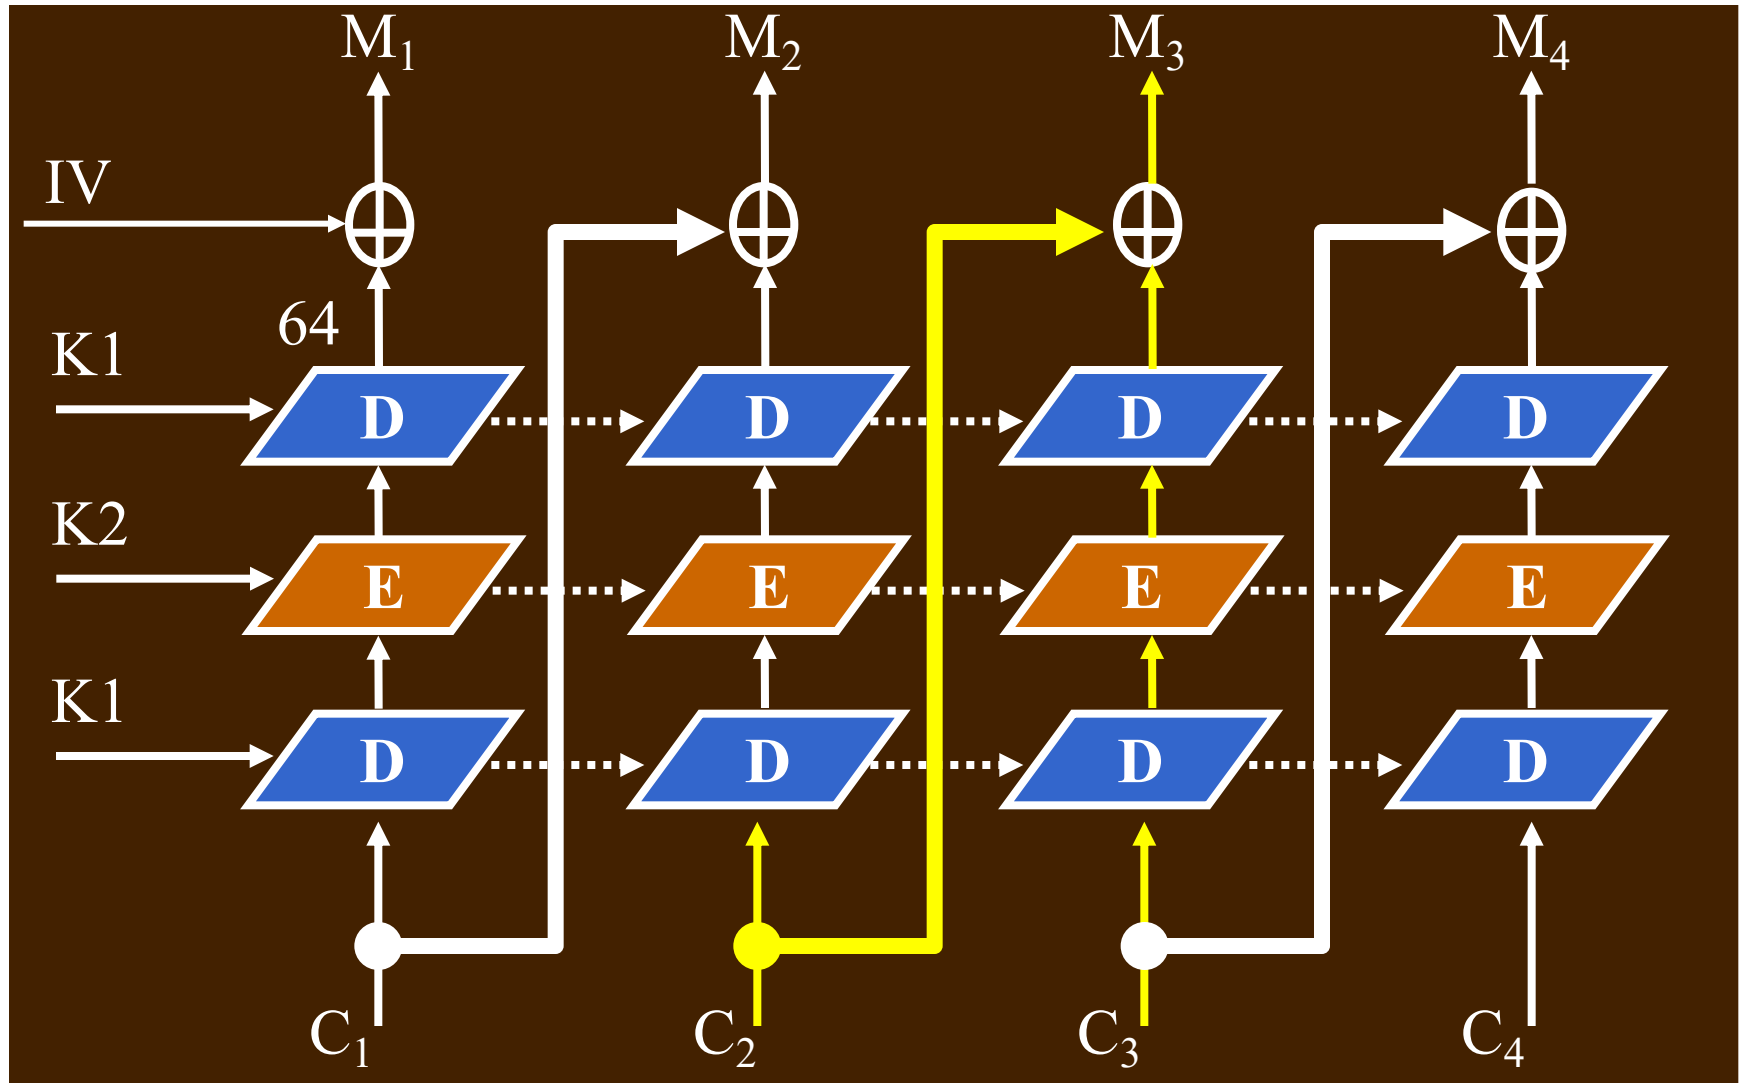 M₁ M₂ M₃ M₄
IV
64
K1
D D D D
K2
E E E E
K1
D D D D
C₁ C₂ C₃ C₄